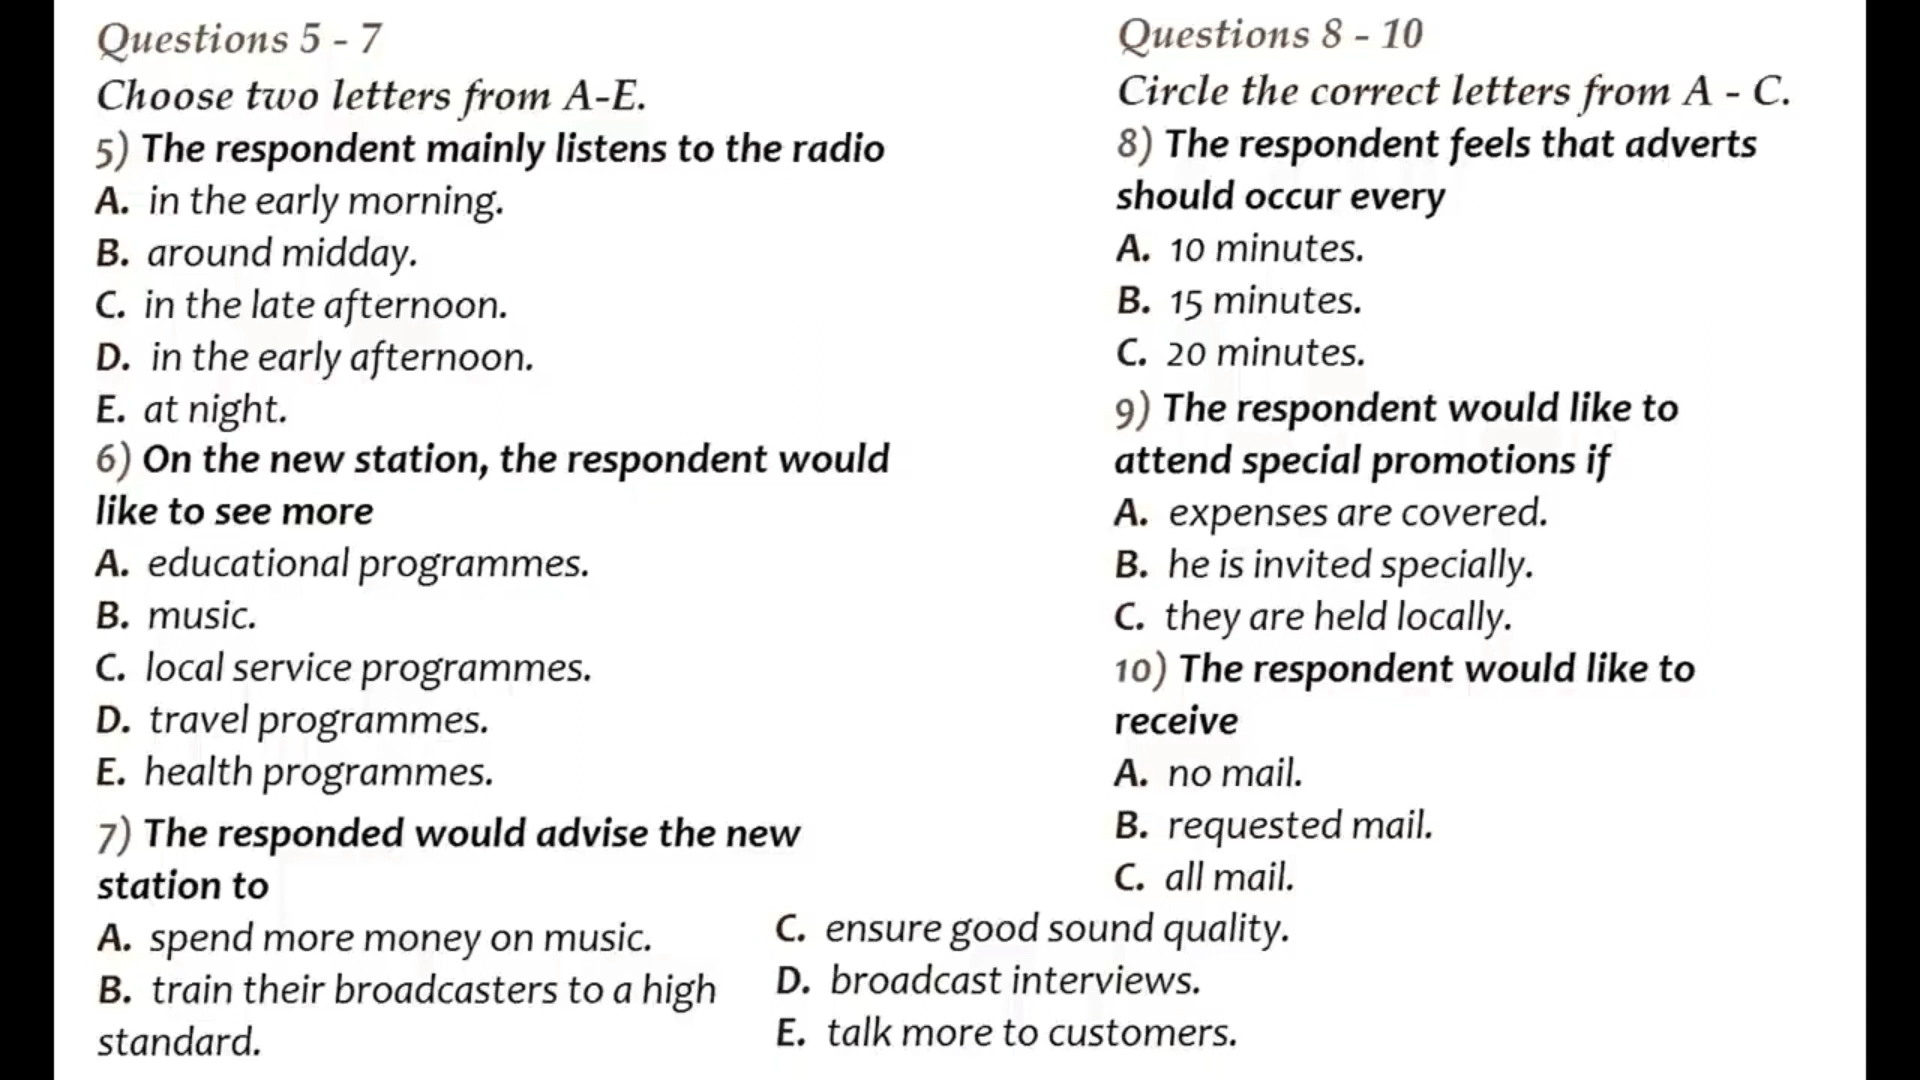 Questions 5 - 7
Choose two letters from A-E.
5) The respondent mainly listens to the radio
A. in the early morning.
B. around midday.
C. in the late afternoon.
D. in the early afternoon.
E. at night.
6) On the new station, the respondent would
like to see more
A. educational programmes.
B. music.
C. local service programmes.
D. travel programmes.
E. health programmes.
7) The responded would advise the new
station to
A. spend more money on music.
B. train their broadcasters to a high
standard.
C. ensure good sound quality.
D. broadcast interviews.
E. talk more to customers.
Questions 8 - 10
Circle the correct letters from A - C.
8) The respondent feels that adverts
should occur every
A. 10 minutes.
B. 15 minutes.
C. 20 minutes.
9) The respondent would like to
attend special promotions if
A. expenses are covered.
B. he is invited specially.
C. they are held locally.
10) The respondent would like to
receive
A. no mail.
B. requested mail.
C. all mail.